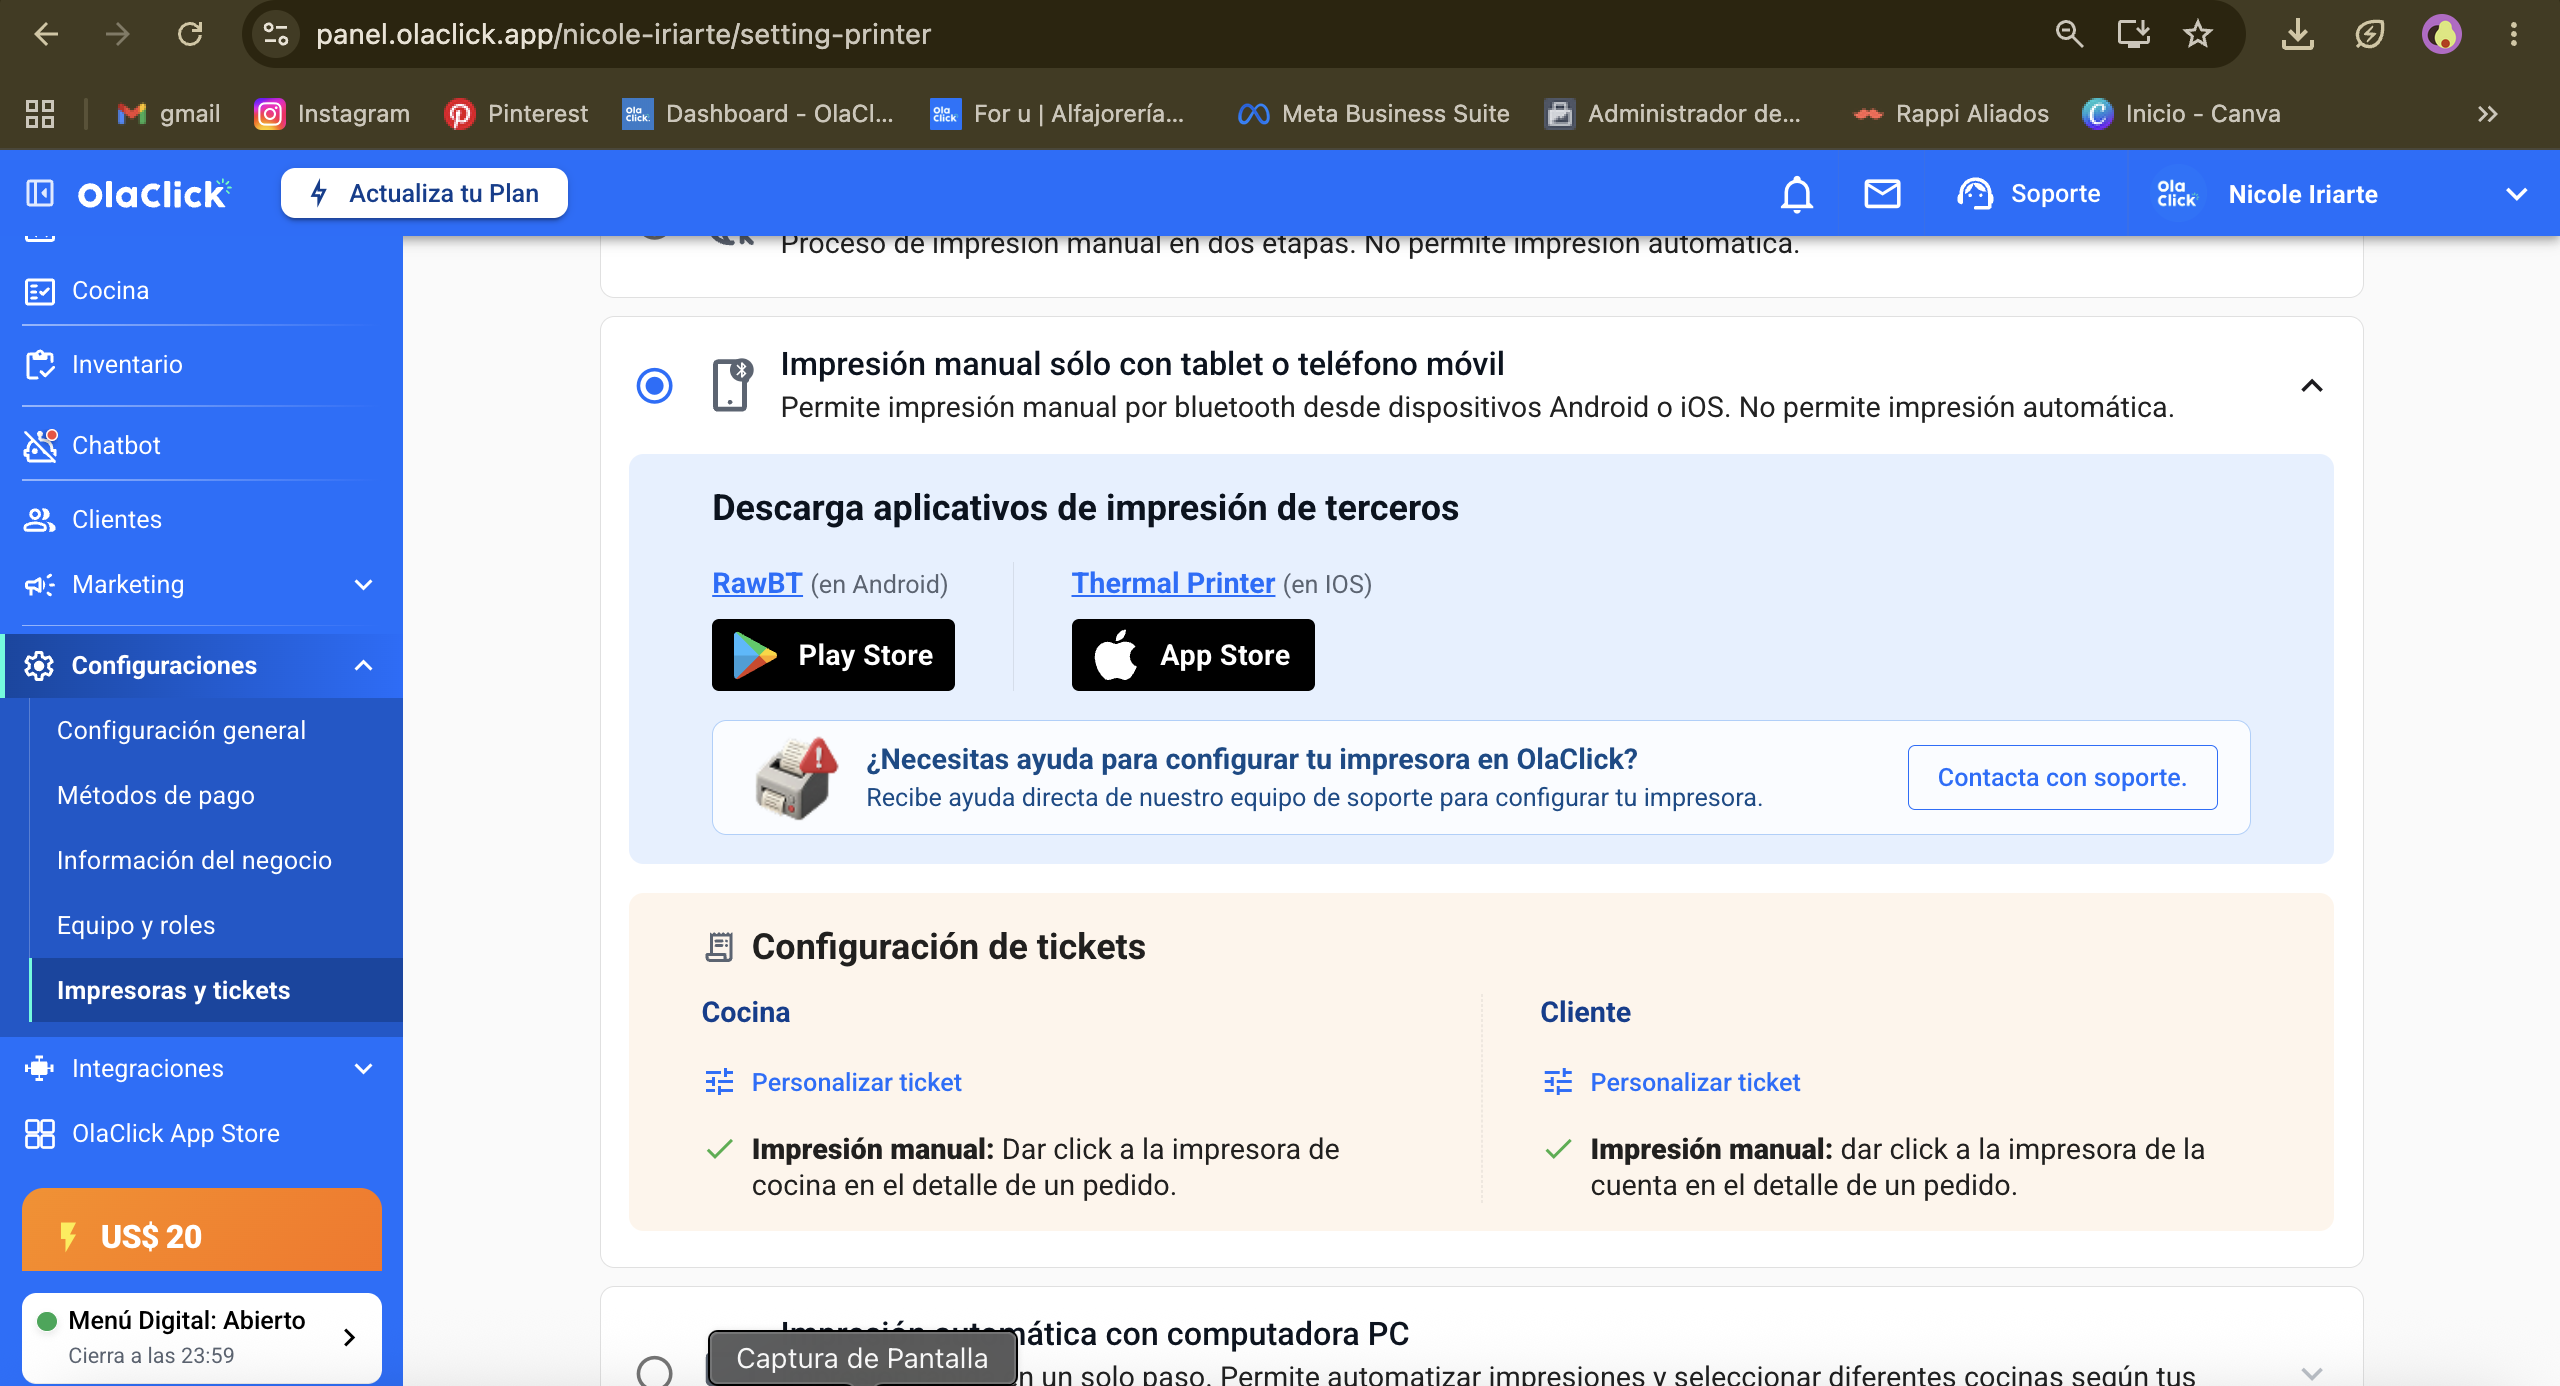 panel.olaclick.app/nicole-iriarte/setting-printer
gmail
Instagram
Pinterest
Dashboard - OlaCl...
For u | Alfajorería...
Meta Business Suite
Administrador de...
Rappi Aliados
Inicio - Canva
olaclick
Actualiza tu Plan
Soporte
Ola Click
Nicole Iriarte
Cocina
Inventario
Chatbot
Clientes
Marketing
Configuraciones
Configuración general
Métodos de pago
Información del negocio
Equipo y roles
Impresoras y tickets
Integraciones
OlaClick App Store
US$ 20
Menú Digital: Abierto
Cierra a las 23:59
Proceso de impresión manual en dos etapas. No permite impresión automática.
Impresión manual sólo con tablet o teléfono móvil
Permite impresión manual por bluetooth desde dispositivos Android o iOS. No permite impresión automática.
Descarga aplicativos de impresión de terceros
RawBT (en Android)
Thermal Printer (en IOS)
Play Store
App Store
¿Necesitas ayuda para configurar tu impresora en OlaClick?
Recibe ayuda directa de nuestro equipo de soporte para configurar tu impresora.
Contacta con soporte.
Configuración de tickets
Cocina
Personalizar ticket
Impresión manual: Dar click a la impresora de
cocina en el detalle de un pedido.
Cliente
Personalizar ticket
Impresión manual: dar click a la impresora de la
cuenta en el detalle de un pedido.
Impresión automática con computadora PC
n un solo paso. Permite automatizar impresiones y seleccionar diferentes cocinas según tus
Captura de Pantalla